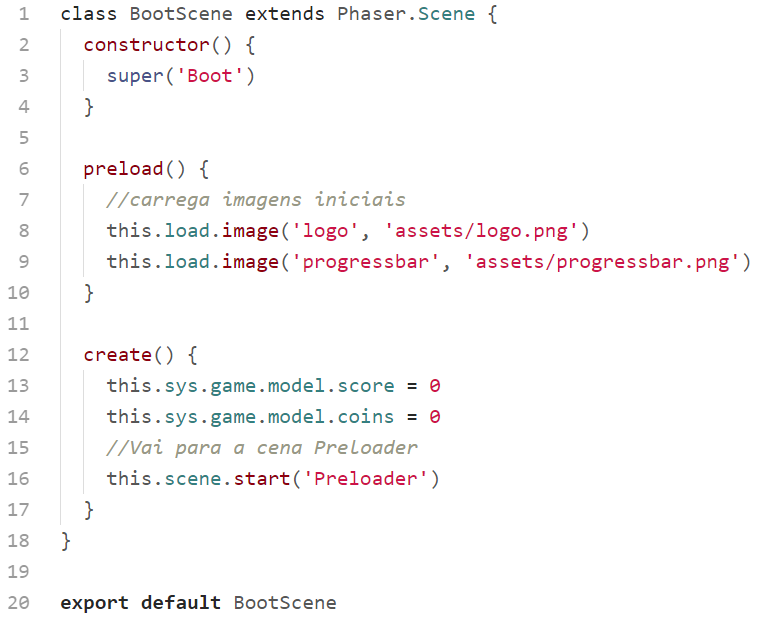 1 class BootScene extends Phaser.Scene {
2   constructor() {
3     super('Boot')
4   }
5
6   preload() {
7     //carrega imagens iniciais
8     this.load.image('logo', 'assets/logo.png')
9     this.load.image('progressbar', 'assets/progressbar.png')
10   }
11
12   create() {
13     this.sys.game.model.score = 0
14     this.sys.game.model.coins = 0
15     //Vai para a cena Preloader
16     this.scene.start('Preloader')
17   }
18 }
19
20 export default BootScene